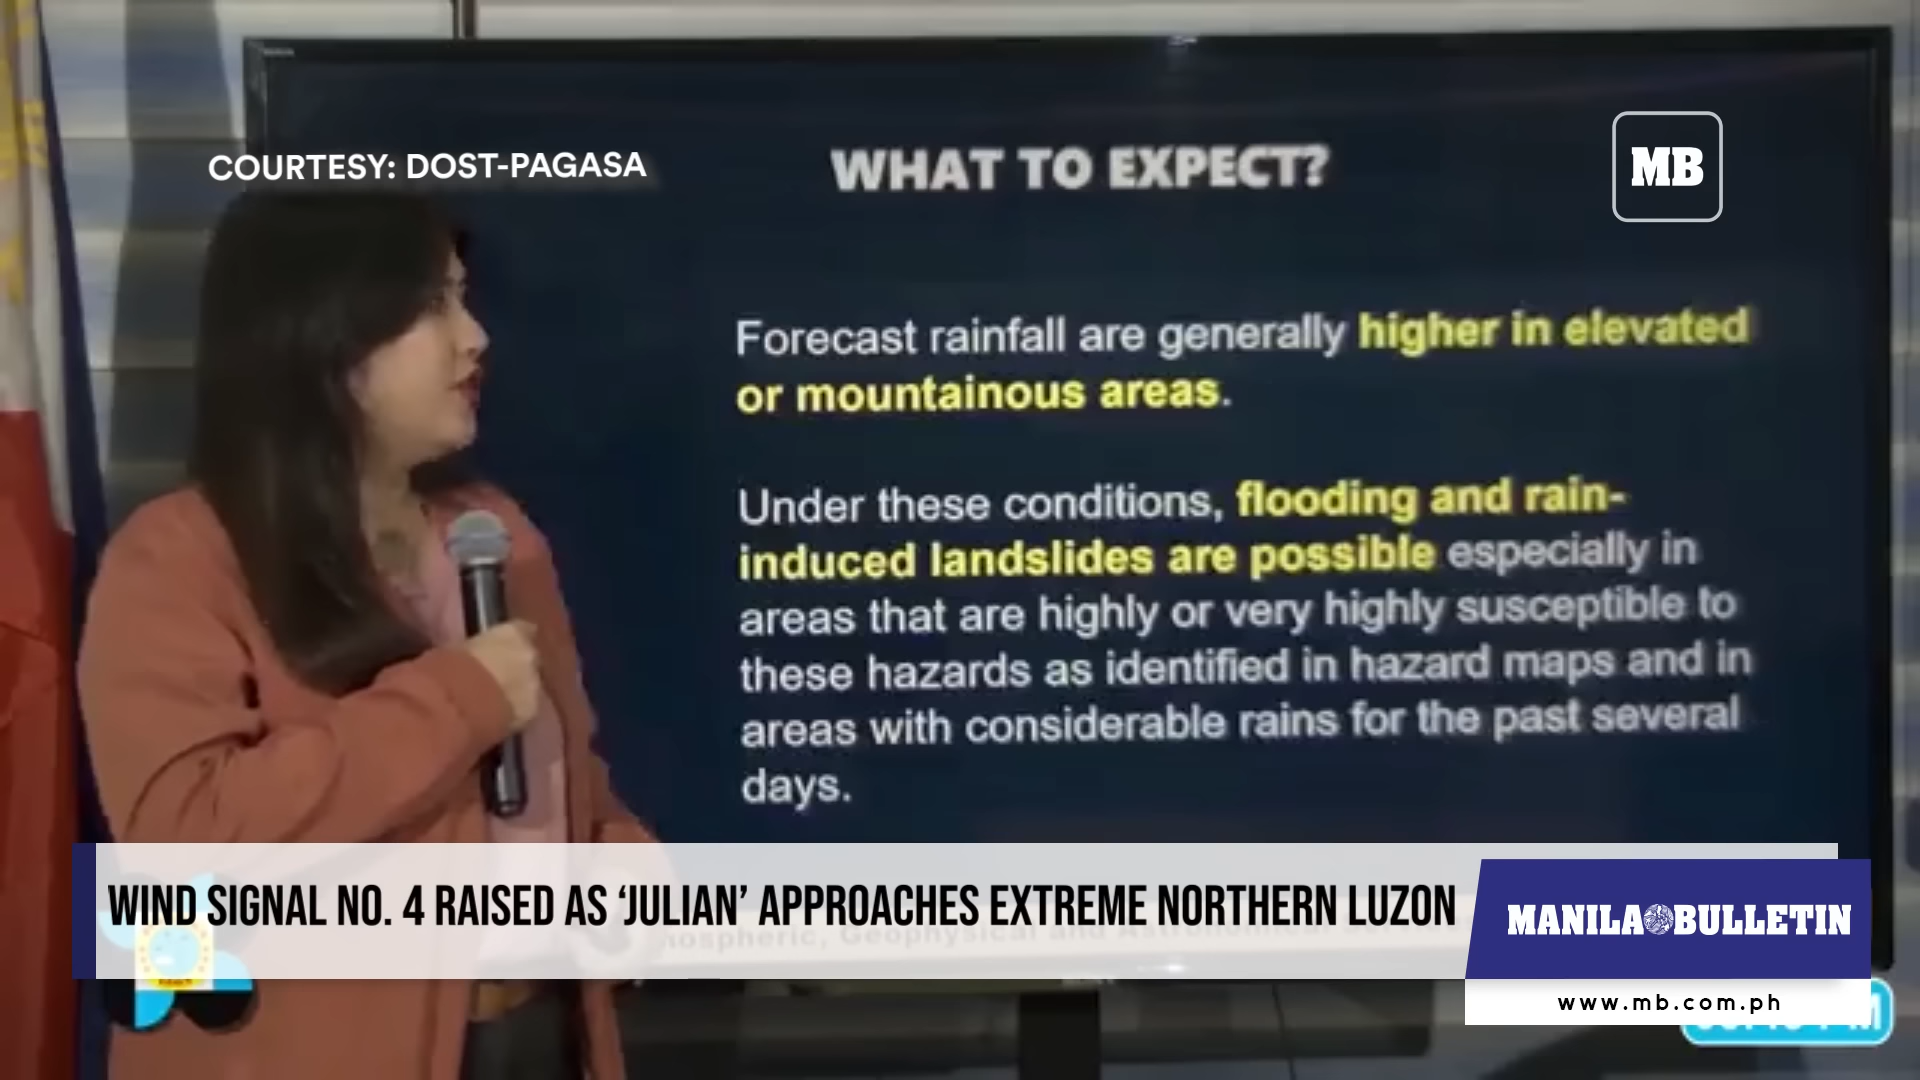 COURTESY: DOST-PAGASA
WHAT TO EXPECT?
MB
Forecast rainfall are generally higher in elevated
or mountainous areas.
Under these conditions, flooding and rain-
induced landslides are possible especially in
areas that are highly or very highly susceptible to
these hazards as identified in hazard maps and in
areas with considerable rains for the past several
days.
WIND SIGNAL NO. 4 RAISED AS ‘JULIAN’ APPROACHES EXTREME NORTHERN LUZON
MANILA BULLETIN
Geophysical and Astronomical
www.mb.com.ph